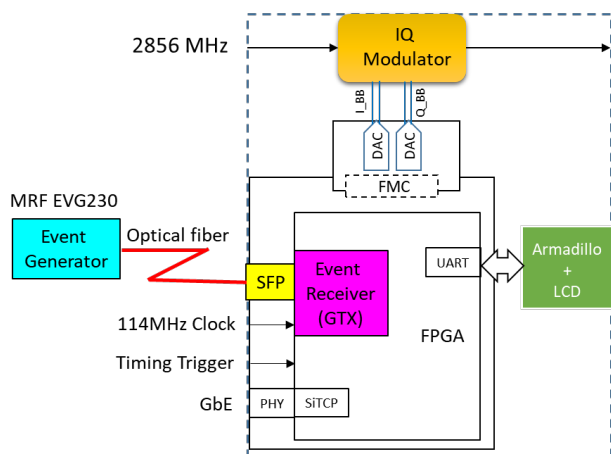 2856 MHz
IQ
Modulator
I_BB
Q_BB
DAC
DAC
FMC
MRF EVG230
Event
Generator
Optical fiber
SFP
Event
Receiver
(GTX)
UART
Armadillo
+
LCD
114MHz Clock
FPGA
Timing Trigger
GbE
PHY
SiTCP